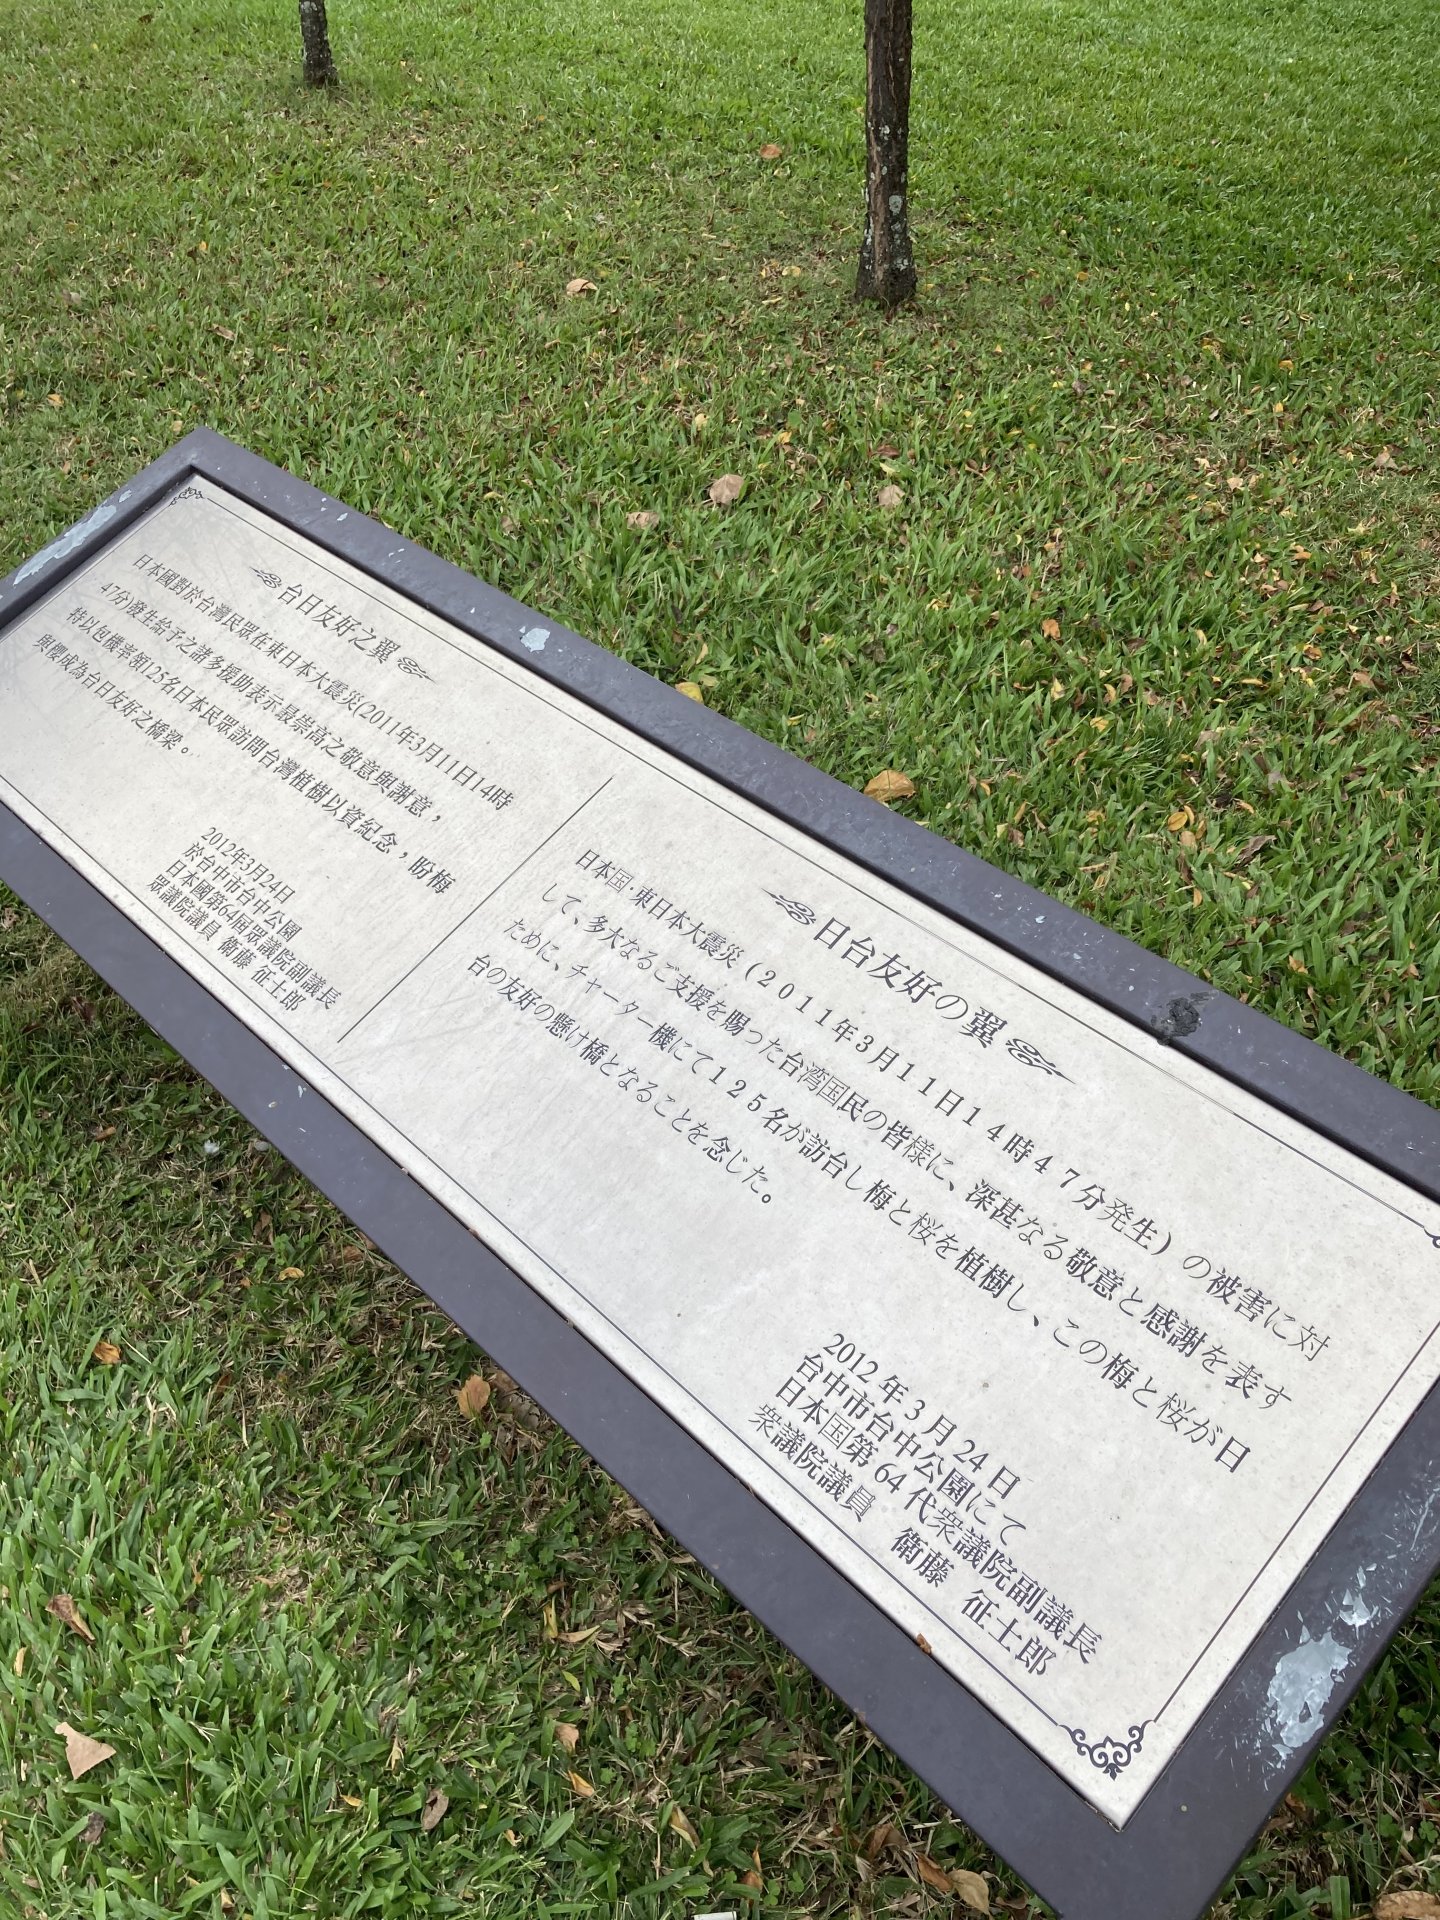 台日友好之翼
日本國對於台灣民眾在東日本大震災(2011年3月11日14時
47分)發生給予之諸多援助表示最崇高之敬意與謝意，
特以包機率領125名日本民眾訪問台灣植樹以資紀念，盼梅
與櫻成為台日友好之橋梁。
2012年3月24日
於台中市台中公園
日本國第64屆眾議院副議長
眾議院議員 衛藤 征士郎
日台友好の翼
日本国・東日本大震災（２０１１年３月１１日１４時４７分発生）の被害に対
して、多大なるご支援を賜った台湾国民の皆様に、深甚なる敬意と感謝を表す
ために、チャーター機にて１２５名が訪台し梅と桜を植樹し、この梅と桜が日
台の友好の懸け橋となることを念じた。
2012 年 3 月 24 日
台中市台中公園にて
日本国第 64 代衆議院副議長
衆議院議員　衛藤　征士郎